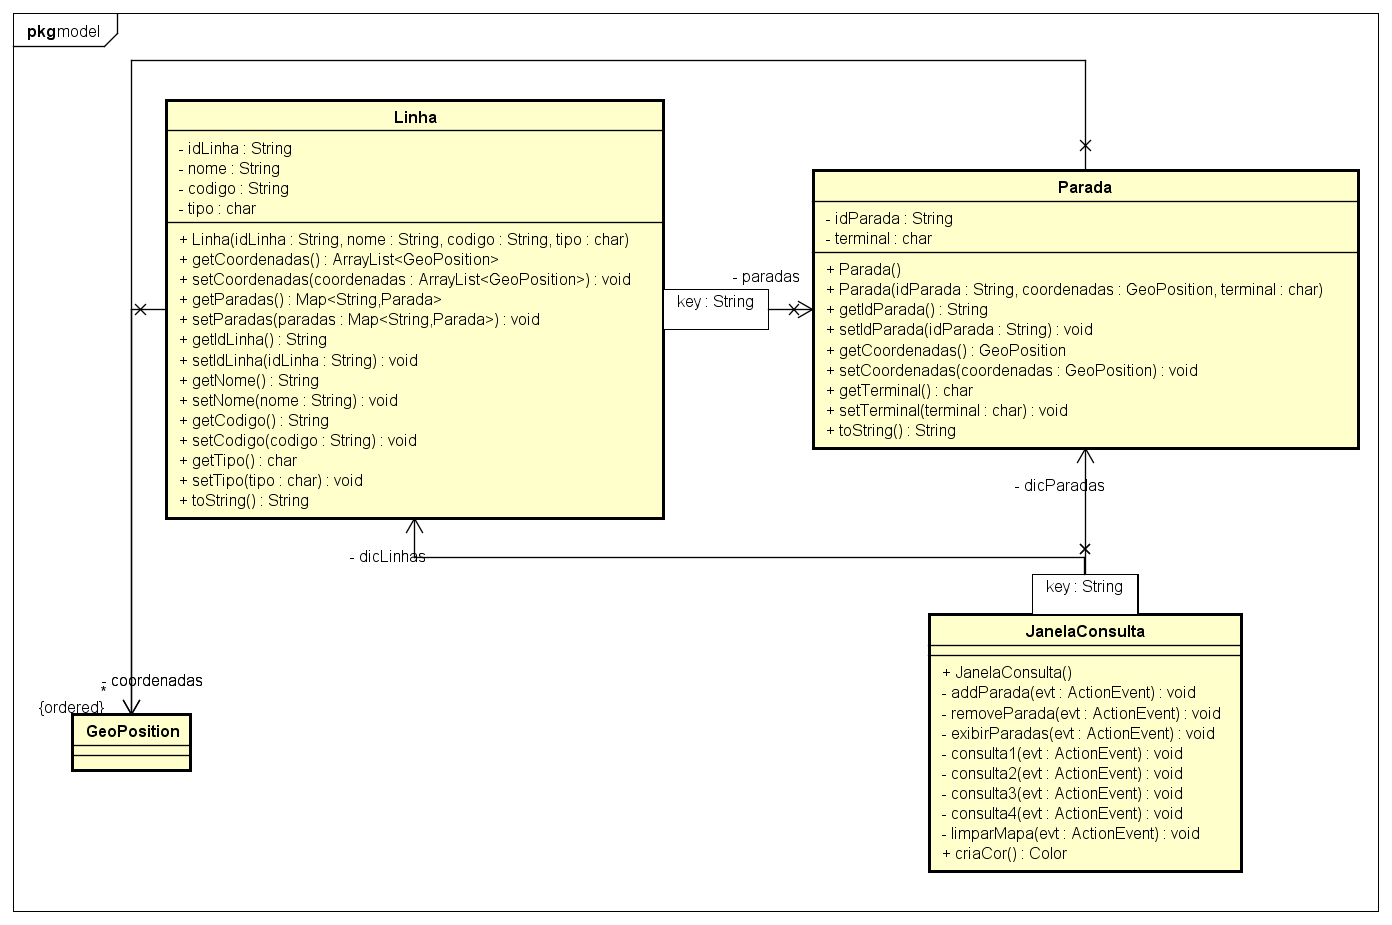 pkg model
Linha
- idLinha : String
- nome : String
- codigo : String
- tipo : char
+ Linha(idLinha : String, nome : String, codigo : String, tipo : char)
+ getCoordenadas() : ArrayList<GeoPosition>
+ setCoordenadas(coordenadas : ArrayList<GeoPosition>) : void
+ getParadas() : Map<String,Parada>
+ setParadas(paradas : Map<String,Parada>) : void
+ getIdLinha() : String
+ setIdLinha(idLinha : String) : void
+ getNome() : String
+ setNome(nome : String) : void
+ getCodigo() : String
+ setCodigo(codigo : String) : void
+ getTipo() : char
+ setTipo(tipo : char) : void
+ toString() : String
- paradas
key : String
Parada
- idParada : String
- terminal : char
+ Parada()
+ Parada(idParada : String, coordenadas : GeoPosition, terminal : char)
+ getIdParada() : String
+ setIdParada(idParada : String) : void
+ getCoordenadas() : GeoPosition
+ setCoordenadas(coordenadas : GeoPosition) : void
+ getTerminal() : char
+ setTerminal(terminal : char) : void
+ toString() : String
- dicParadas
- dicLinhas
key : String
JanelaConsulta
+ JanelaConsulta()
- addParada(evt : ActionEvent) : void
- removeParada(evt : ActionEvent) : void
- exibirParadas(evt : ActionEvent) : void
- consulta1(evt : ActionEvent) : void
- consulta2(evt : ActionEvent) : void
- consulta3(evt : ActionEvent) : void
- consulta4(evt : ActionEvent) : void
- limparMapa(evt : ActionEvent) : void
+ criaCor() : Color
- coordenadas
*
{ordered}
GeoPosition